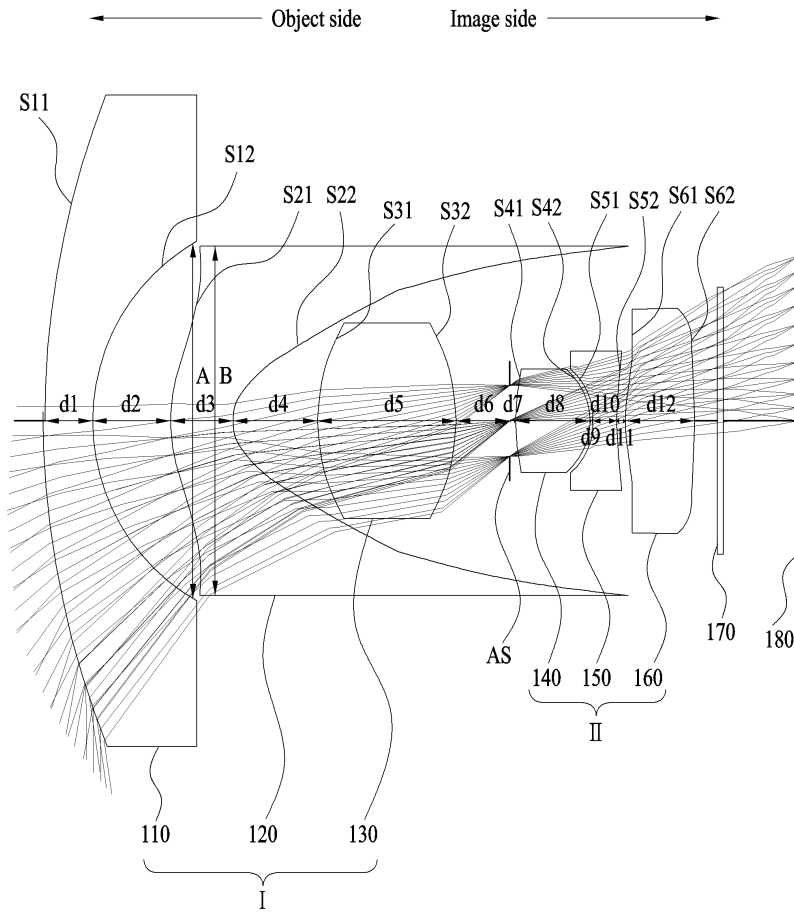 Object side Image side
S11
S12
S21 S22 S31 S32 S41 S42 S51 S52 S61 S62
A B
d1 d2 d3 d4 d5 d6 d7 d8 d10 d12
d9 d11
AS 140 150 160 170 180
II
110 120 130
I